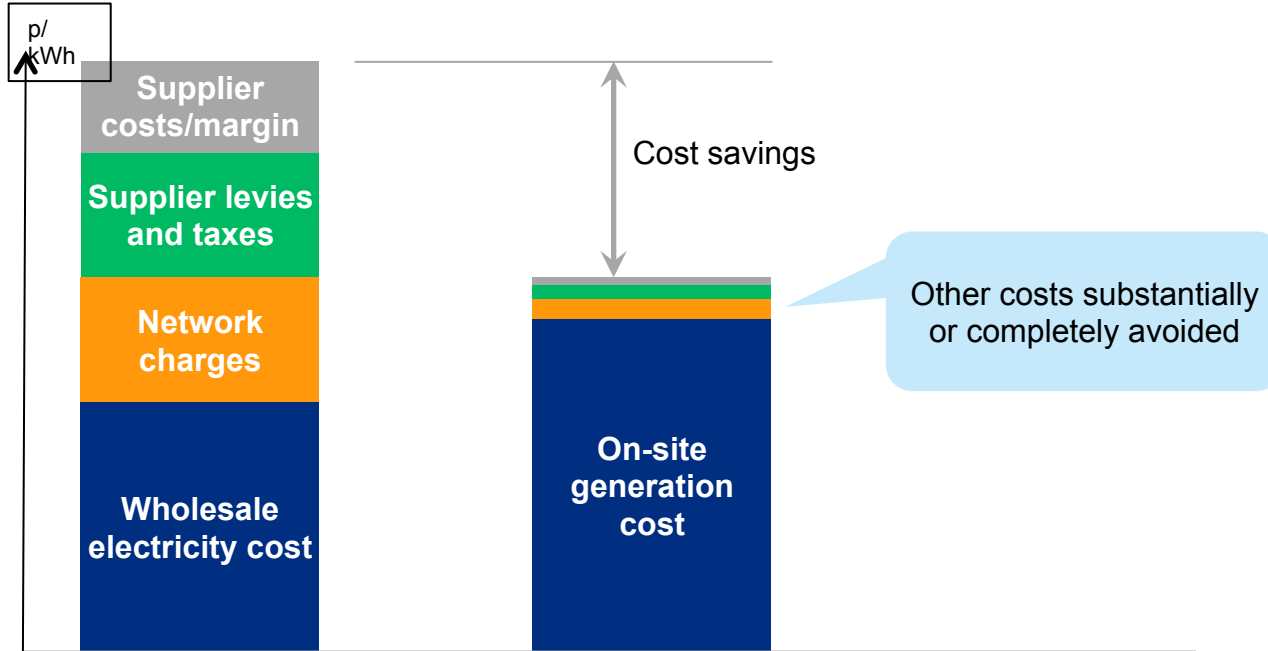 p/
kWh
Supplier
costs/margin
Supplier levies
and taxes
Network
charges
Wholesale
electricity cost
Cost savings
On-site
generation
cost
Other costs substantially
or completely avoided